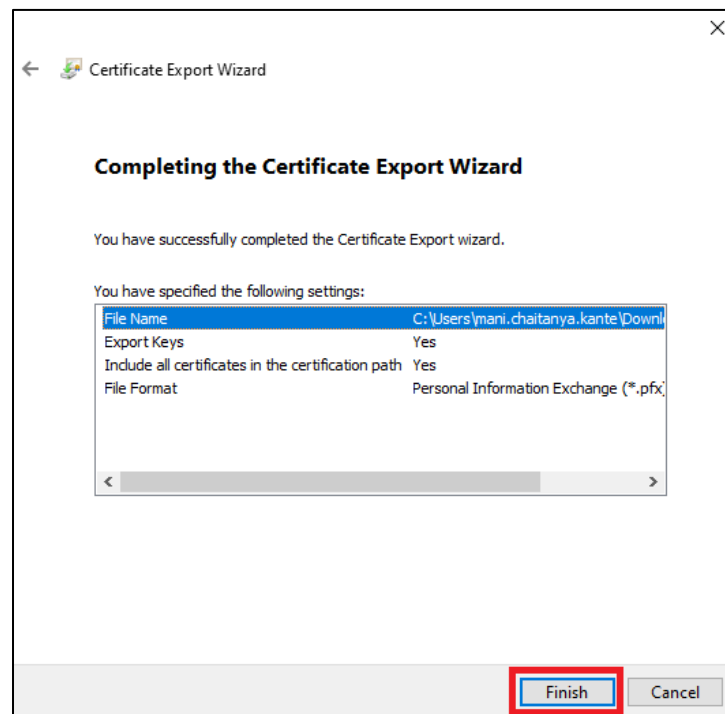 Certificate Export Wizard
Completing the Certificate Export Wizard
You have successfully completed the Certificate Export wizard.
You have specified the following settings:
File Name C:\Users\mani.chaitanya.kante\Downl
Export Keys Yes
Include all certificates in the certification path Yes
File Format Personal Information Exchange (*.pfx)
Finish Cancel